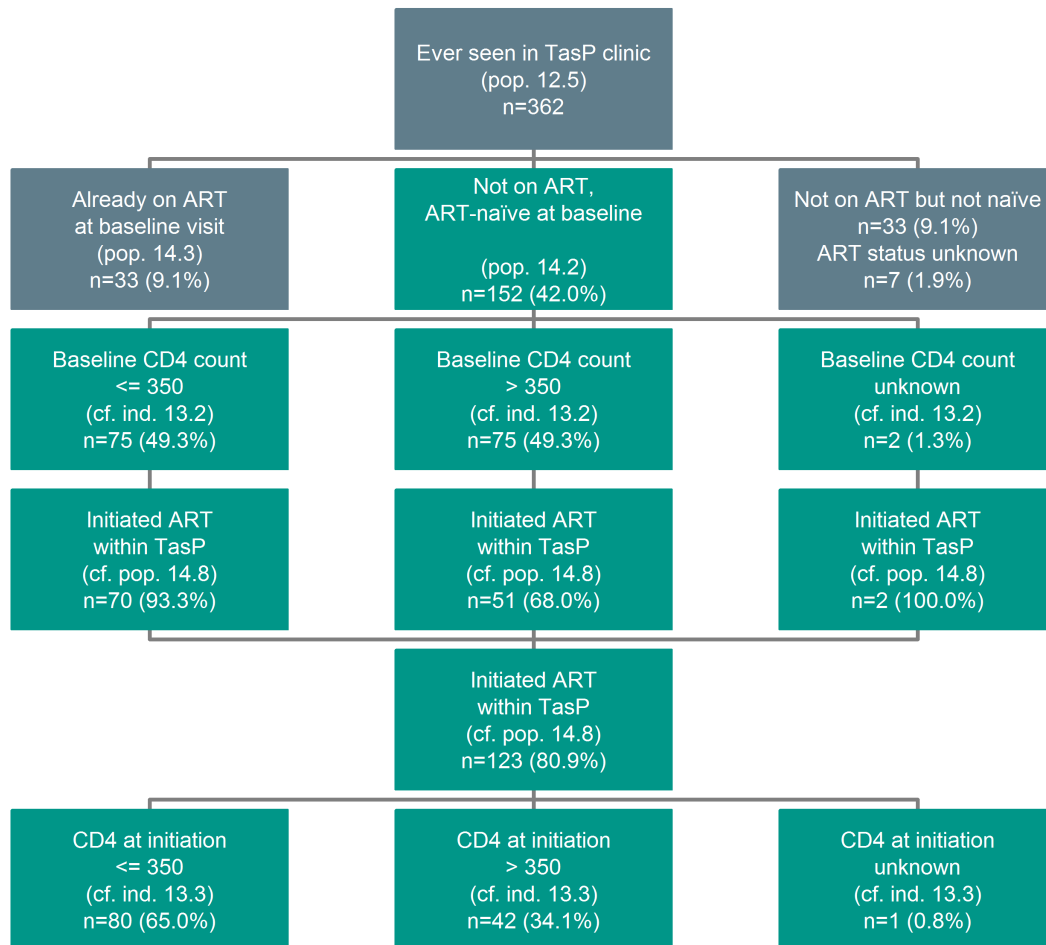 Ever seen in TasP clinic
(pop. 12.5)
n=362
Already on ART
at baseline visit
(pop. 14.3)
n=33 (9.1%)
Not on ART,
ART-naïve at baseline
(pop. 14.2)
n=152 (42.0%)
Not on ART but not naïve
n=33 (9.1%)
ART status unknown
n=7 (1.9%)
Baseline CD4 count
<= 350
(cf. ind. 13.2)
n=75 (49.3%)
Baseline CD4 count
> 350
(cf. ind. 13.2)
n=75 (49.3%)
Baseline CD4 count
unknown
(cf. ind. 13.2)
n=2 (1.3%)
Initiated ART
within TasP
(cf. pop. 14.8)
n=70 (93.3%)
Initiated ART
within TasP
(cf. pop. 14.8)
n=51 (68.0%)
Initiated ART
within TasP
(cf. pop. 14.8)
n=2 (100.0%)
Initiated ART
within TasP
(cf. pop. 14.8)
n=123 (80.9%)
CD4 at initiation
<= 350
(cf. ind. 13.3)
n=80 (65.0%)
CD4 at initiation
> 350
(cf. ind. 13.3)
n=42 (34.1%)
CD4 at initiation
unknown
(cf. ind. 13.3)
n=1 (0.8%)